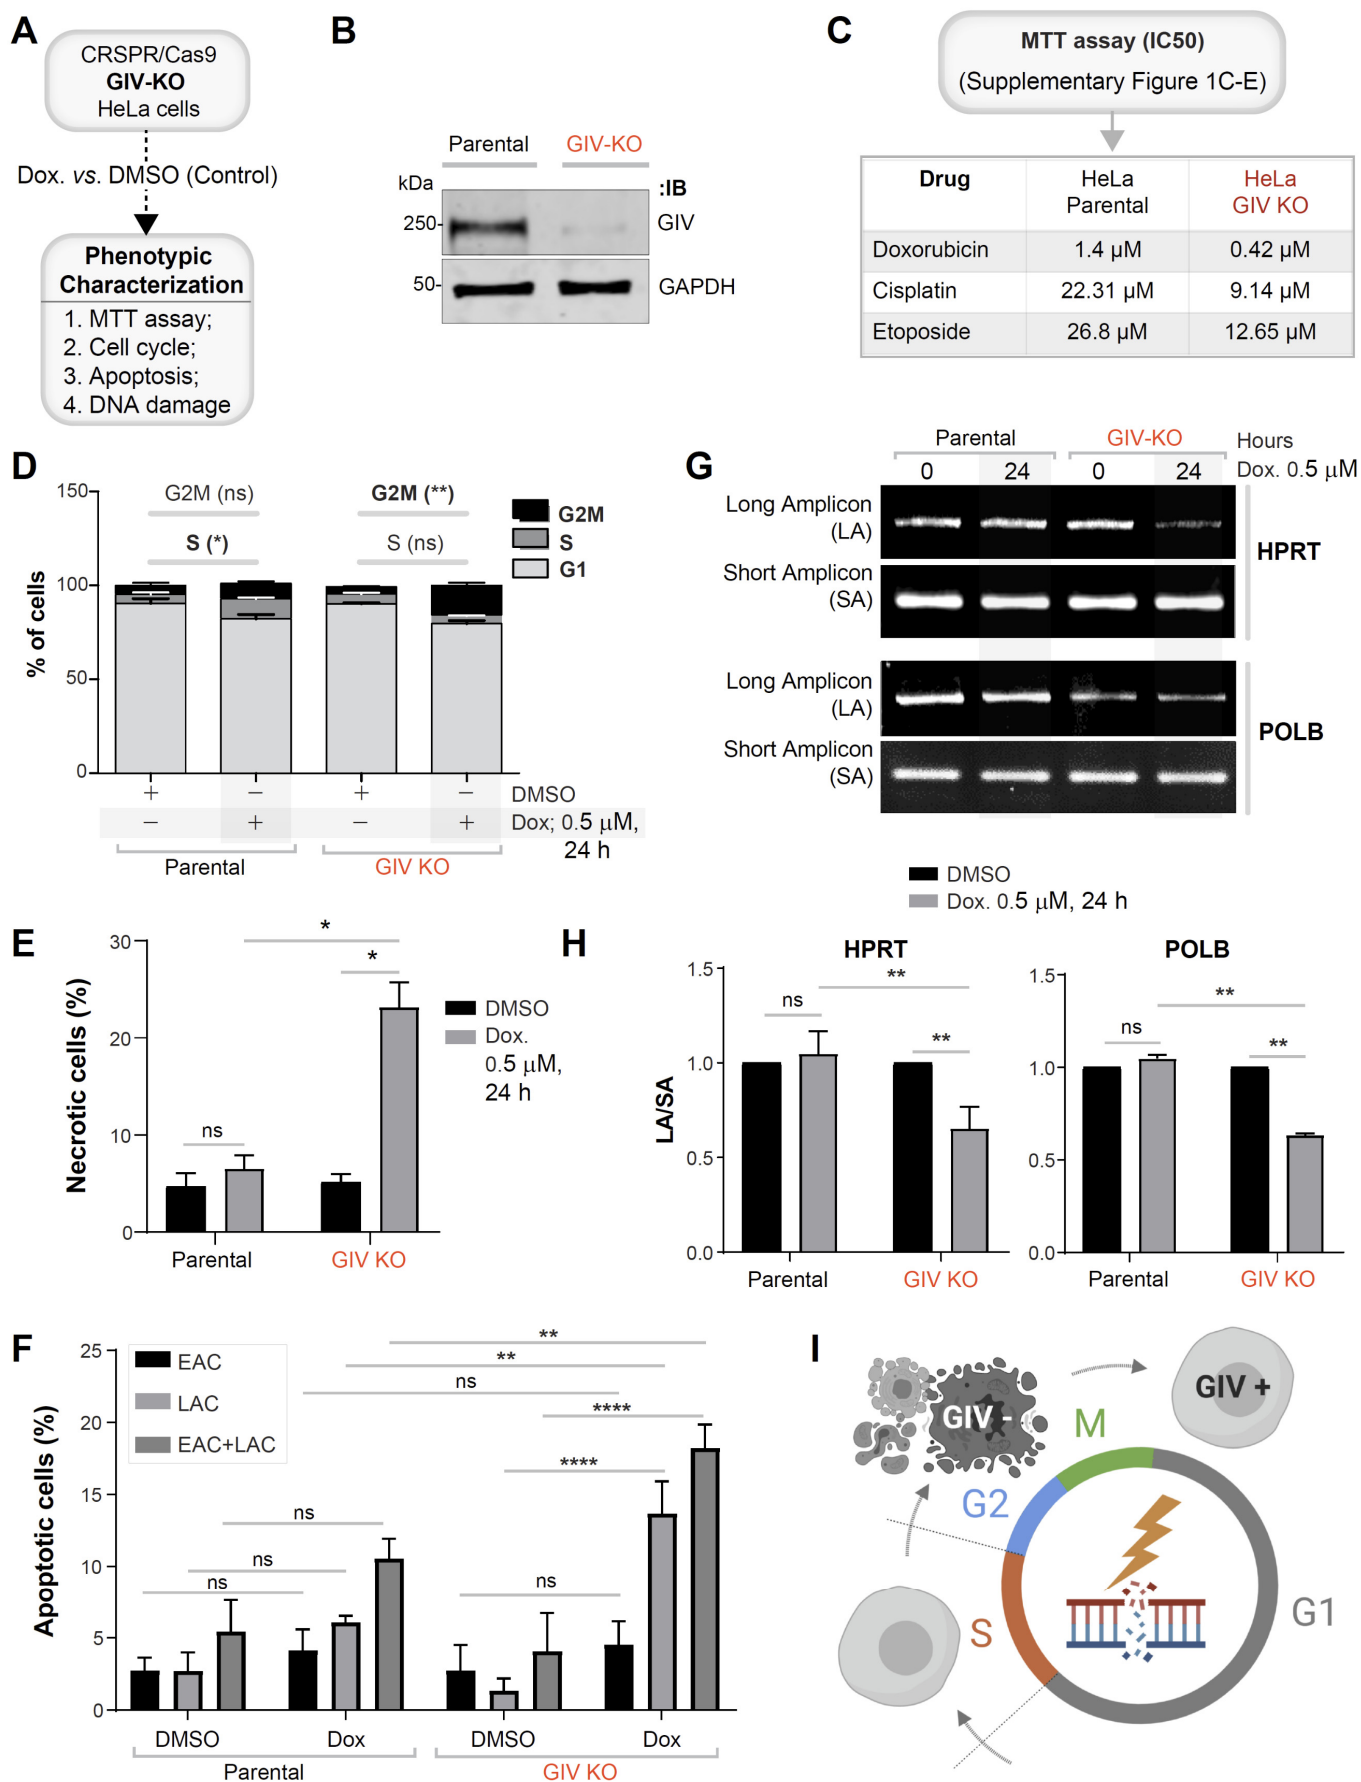 A
CRSPR/Cas9
GIV-KO
HeLa cells
Dox. vs. DMSO (Control)
Phenotypic
Characterization
1. MTT assay;
2. Cell cycle;
3. Apoptosis;
4. DNA damage
B
Parental GIV-KO
kDa :IB
250- GIV
50- GAPDH
C
MTT assay (IC50)
(Supplementary Figure 1C-E)
Drug HeLa Parental HeLa GIV KO
Doxorubicin 1.4 µM 0.42 µM
Cisplatin 22.31 µM 9.14 µM
Etoposide 26.8 µM 12.65 µM
D
G2M (ns) G2M (**)
S (*) S (ns)
G2M
S
G1
% of cells
150
100
50
0
+ − + − DMSO
− + − + Dox; 0.5 µM,
24 h
Parental GIV KO
G
Parental GIV-KO Hours
0 24 0 24 Dox. 0.5 µM
Long Amplicon
(LA)
HPRT
Short Amplicon
(SA)
Long Amplicon
(LA)
POLB
Short Amplicon
(SA)
E
Necrotic cells (%)
30
20
10
0
* 
*
ns
DMSO
Dox.
0.5 µM,
24 h
Parental GIV KO
H
DMSO
Dox. 0.5 µM, 24 h
HPRT POLB
LA/SA
1.5
1.0
0.5
0.0
ns ** **
Parental GIV KO
1.5
1.0
0.5
0.0
ns ** **
Parental GIV KO
F
Apoptotic cells (%)
25
20
15
10
5
0
EAC
LAC
EAC+LAC
**
**
ns
****
****
ns
ns
ns
ns
DMSO Dox DMSO Dox
Parental GIV KO
I
GIV -
GIV +
M
G2
S
G1